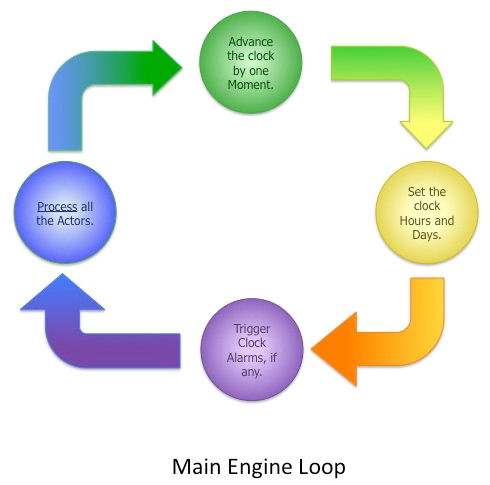 Advance
the clock
by one
Moment.
Set the
clock
Hours and
Days.
Trigger
Clock
Alarms, if
any.
Process all
the Actors.
Main Engine Loop